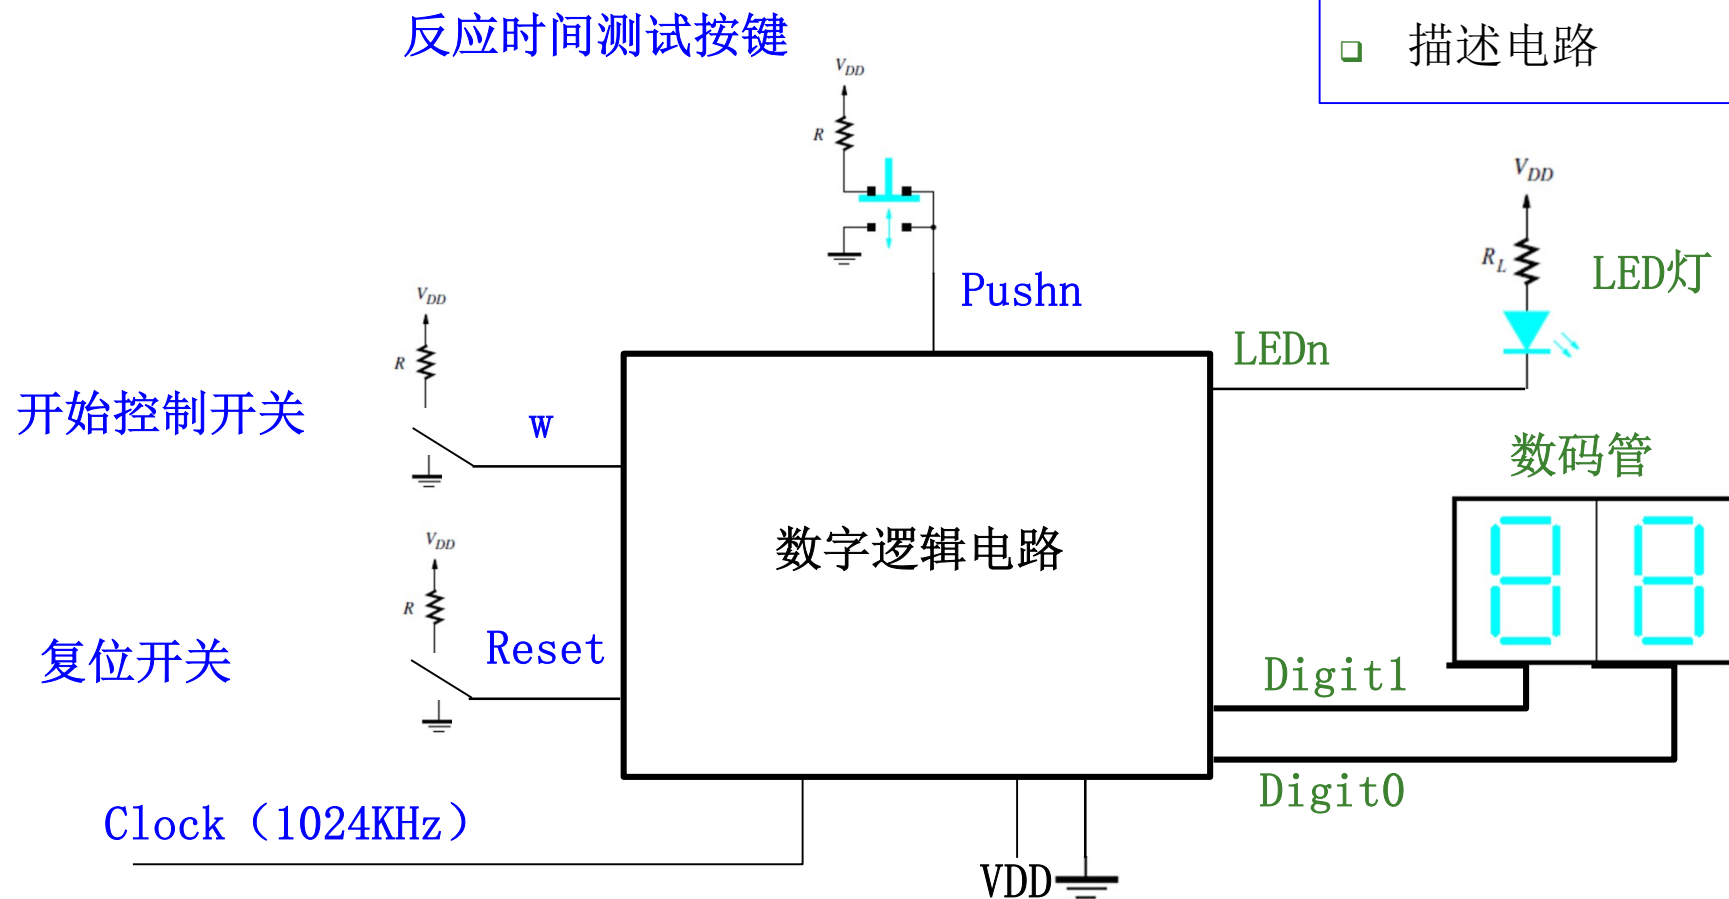 反应时间测试按键
❑ 描述电路
VDD
R
Pushn
VDD
RL
LED灯
LEDn
VDD
R
开始控制开关
w
数码管
数字逻辑电路
VDD
R
复位开关
Reset
Digit1
Digit0
Clock（1024KHz）
VDD